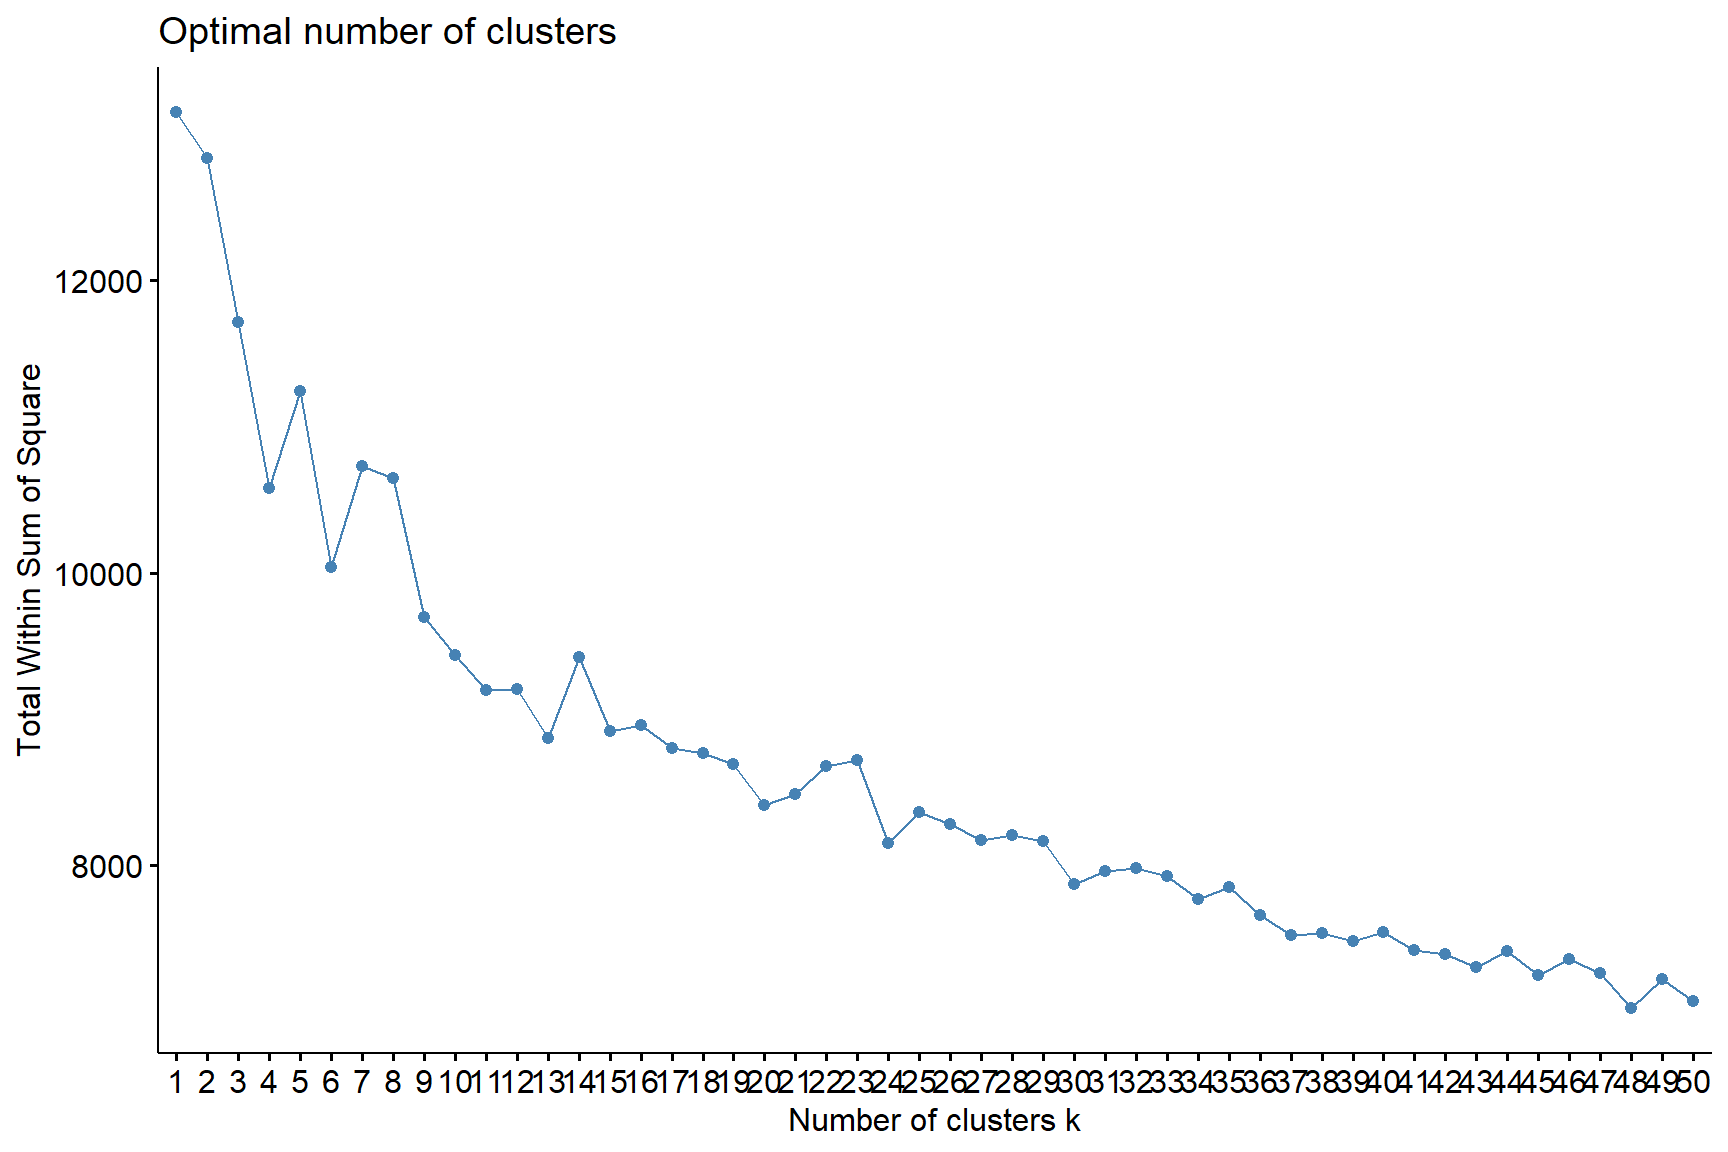 Optimal number of clusters
Total Within Sum of Square
12000
10000
8000
1 2 3 4 5 6 7 8 9 10 11 12 13 14 15 16 17 18 19 20 21 22 23 24 25 26 27 28 29 30 31 32 33 34 35 36 37 38 39 40 41 42 43 44 45 46 47 48 49 50
Number of clusters k